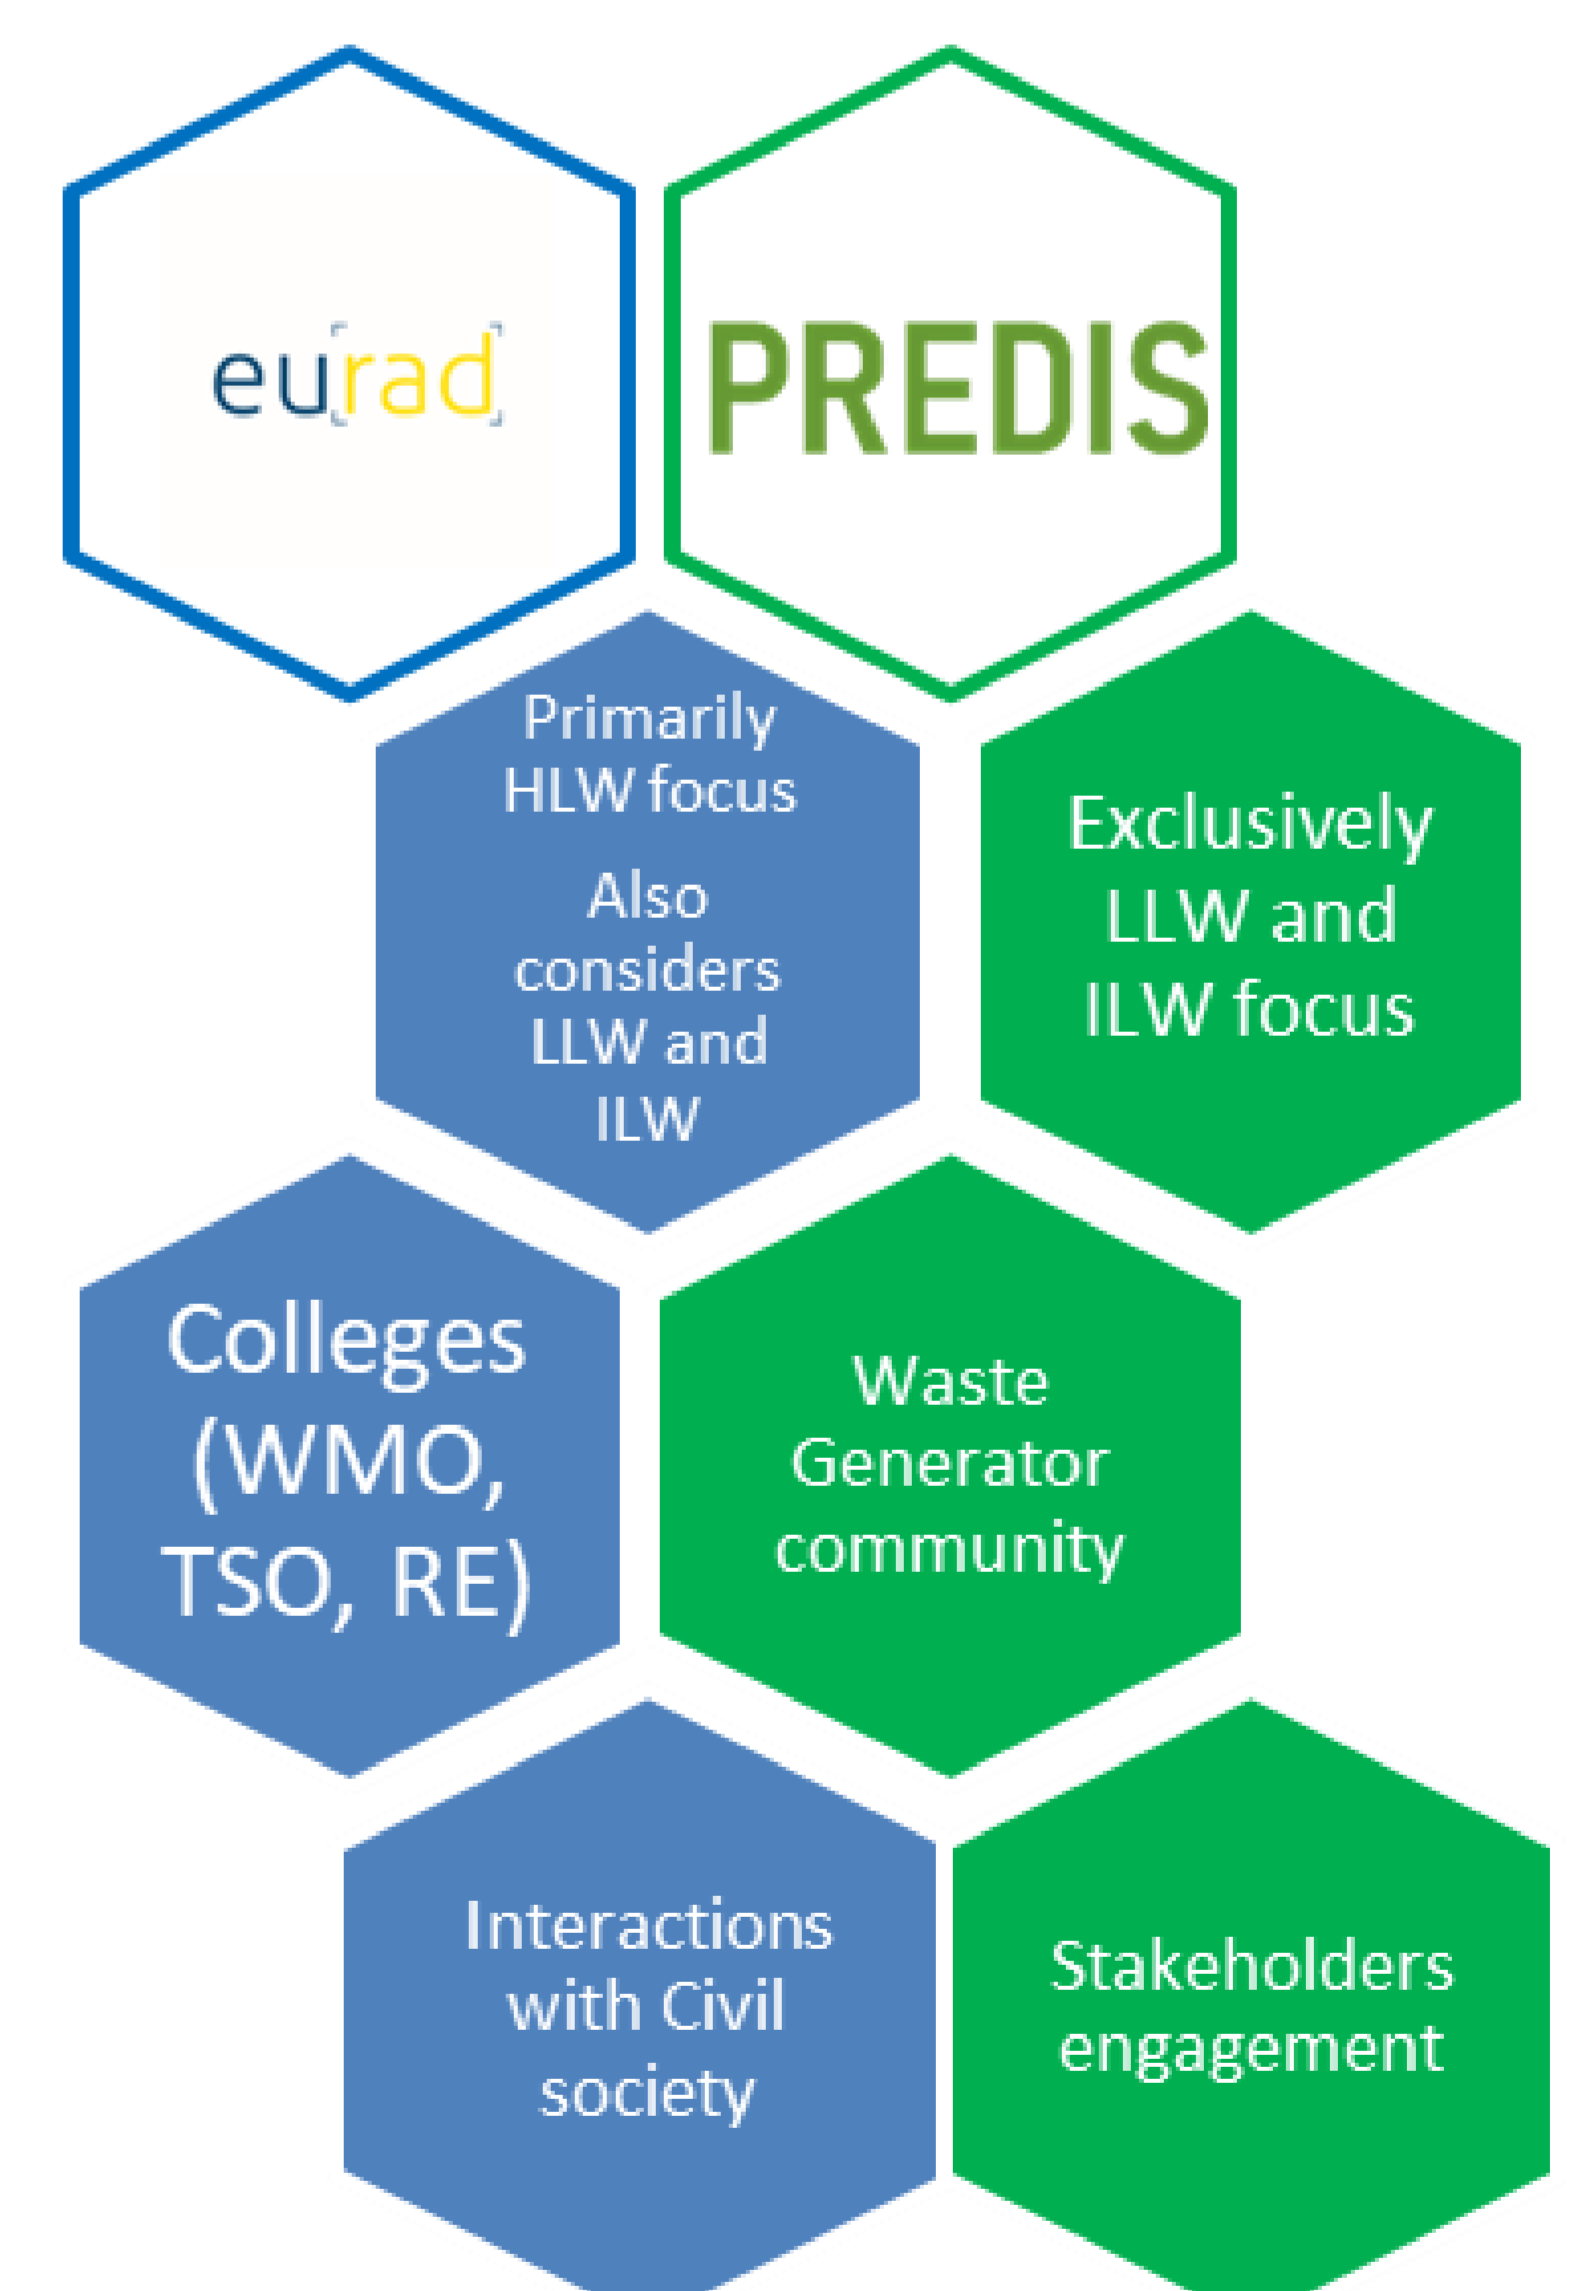 eurad
PREDIS
Primarily
HLW focus
Also
considers
LLW and
ILW
Exclusively
LLW and
ILW focus
Colleges
(WMO,
TSO, RE)
Waste
Generator
community
Interactions
with Civil
society
Stakeholders
engagement